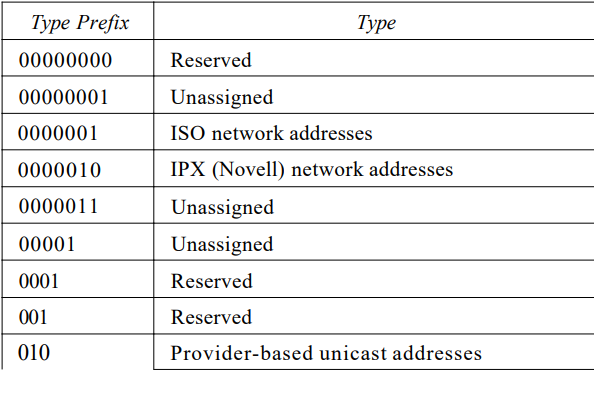 Type Prefix Type
00000000 Reserved
00000001 Unassigned
0000001 ISO network addresses
0000010 IPX (Novell) network addresses
0000011 Unassigned
00001 Unassigned
0001 Reserved
001 Reserved
010 Provider-based unicast addresses